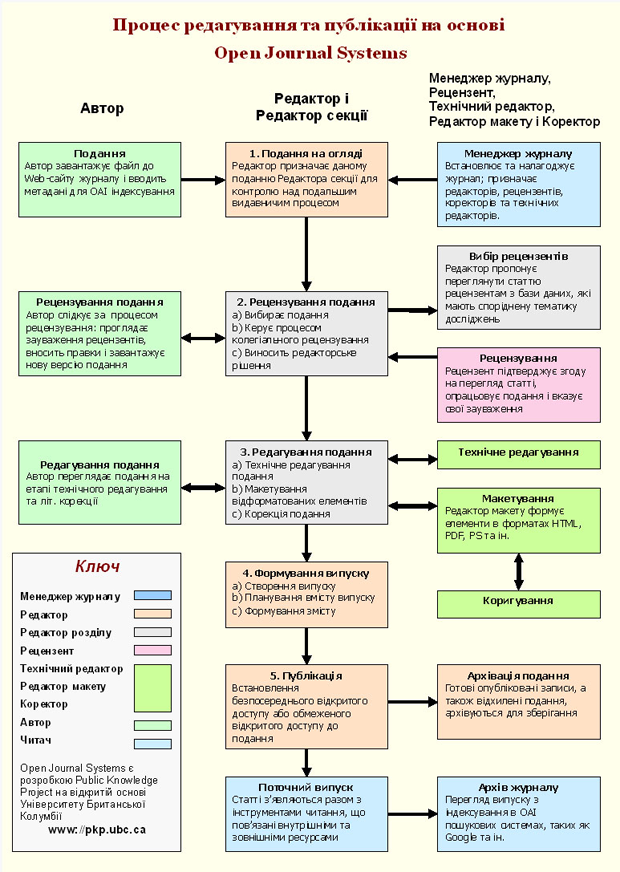 Процес редагування та публікації на основі
Open Journal Systems
Автор
Редактор і
Редактор секції
Менеджер журналу,
Рецензент,
Технічний редактор,
Редактор макету і Коректор
Подання
Автор завантажує файл до
Web-сайту журналу і вводить
метадані для ОАІ індексування
1. Подання на огляді
Редактор призначає даному
поданню Редактора секції для
контролю над подальшим
видавничим процесом
Менеджер журналу
Встановлює та налагоджує
журнал; призначає
редакторів, рецензентів,
коректорів та технічних
редакторів.
Вибір рецензентів
Редактор пропонує
переглянути статтю
рецензентам з бази даних, які
мають споріднену тематику
досліджень
Рецензування подання
Автор слідкує за процесом
рецензування: проглядає
зауваження рецензентів,
вносить правки і завантажує
нову версію подання
2. Рецензування подання
а) Вибирає подання
b) Керує процесом
колегіального рецензування
c) Виносить редакторське
рішення
Рецензування
Рецензент підтверджує згоду
на перегляд статті,
опрацьовує подання і вказує
свої зауваження
Редагування подання
Автор переглядає подання на
етапі технічного редагування
та літ. корекції
3. Редагування подання
а) Технічне редагування
подання
b) Макетування
відформатованих елементів
c) Корекція подання
Технічне редагування
Макетування
Редактор макету формує
елементи в форматах HTML,
PDF, PS та ін.
Коригування
4. Формування випуску
а) Створення випуску
b) Планування вмісту випуску
c) Формування змісту
5. Публікація
Встановлення
безпосереднього відкритого
доступу або обмеженого
відкритого доступу до
подання
Архівація подання
Готові опубліковані записи, а
також відхилені подання,
архівуються для зберігання
Поточний випуск
Статті з’являються разом з
інструментами читання, що
пов’язані внутрішніми та
зовнішніми ресурсами
Архів журналу
Перегляд випуску з
індексування в ОАІ
пошукових системах, таких як
Google та ін.
Ключ
Менеджер журналу
Редактор
Редактор розділу
Рецензент
Технічний редактор
Редактор макету
Коректор
Автор
Читач
Open Journal Systems є
розробкою Public Knowledge
Project на відкритій основі
Університету Британської
Колумбії
www://pkp.ubc.ca